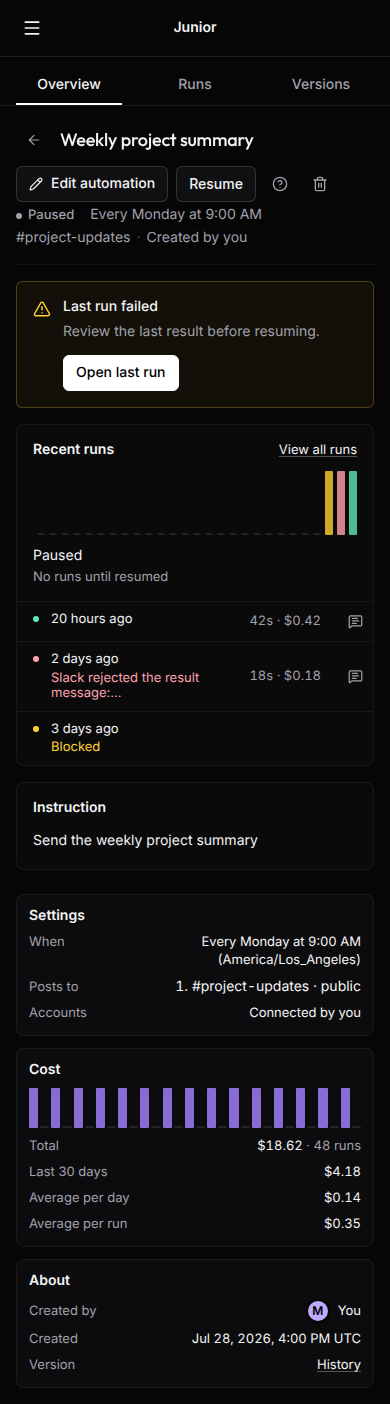 Junior
Overview Runs Versions
Weekly project summary
Edit automation Resume
Paused Every Monday at 9:00 AM
#project-updates · Created by you
Last run failed
Review the last result before resuming.
Open last run
Recent runs View all runs
Paused
No runs until resumed
20 hours ago 42s · $0.42
2 days ago
Slack rejected the result
message:... 18s · $0.18
3 days ago
Blocked
Instruction
Send the weekly project summary
Settings
When Every Monday at 9:00 AM
(America/Los_Angeles)
Posts to 1. #project-updates · public
Accounts Connected by you
Cost
Total $18.62 · 48 runs
Last 30 days $4.18
Average per day $0.14
Average per run $0.35
About
Created by M You
Created Jul 28, 2026, 4:00 PM UTC
Version History